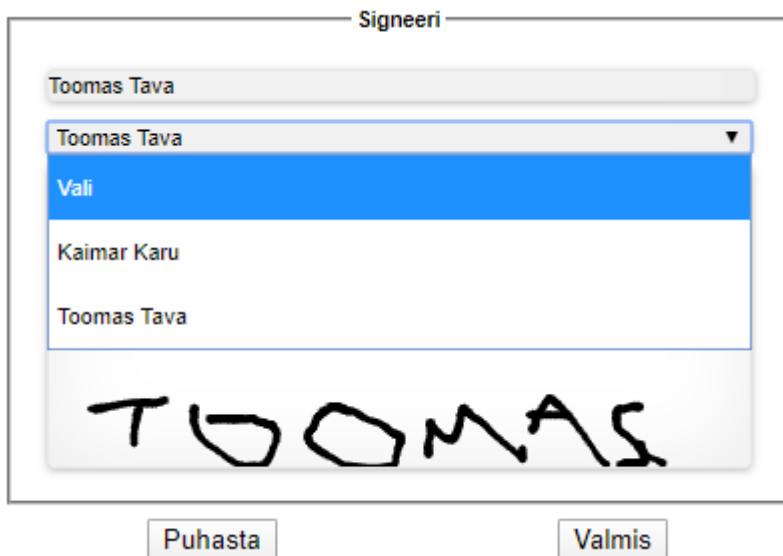 Signeeri
Toomas Tava
Toomas Tava
Vali
Kaimar Karu
Toomas Tava
TOOMAS
Puhasta Valmis